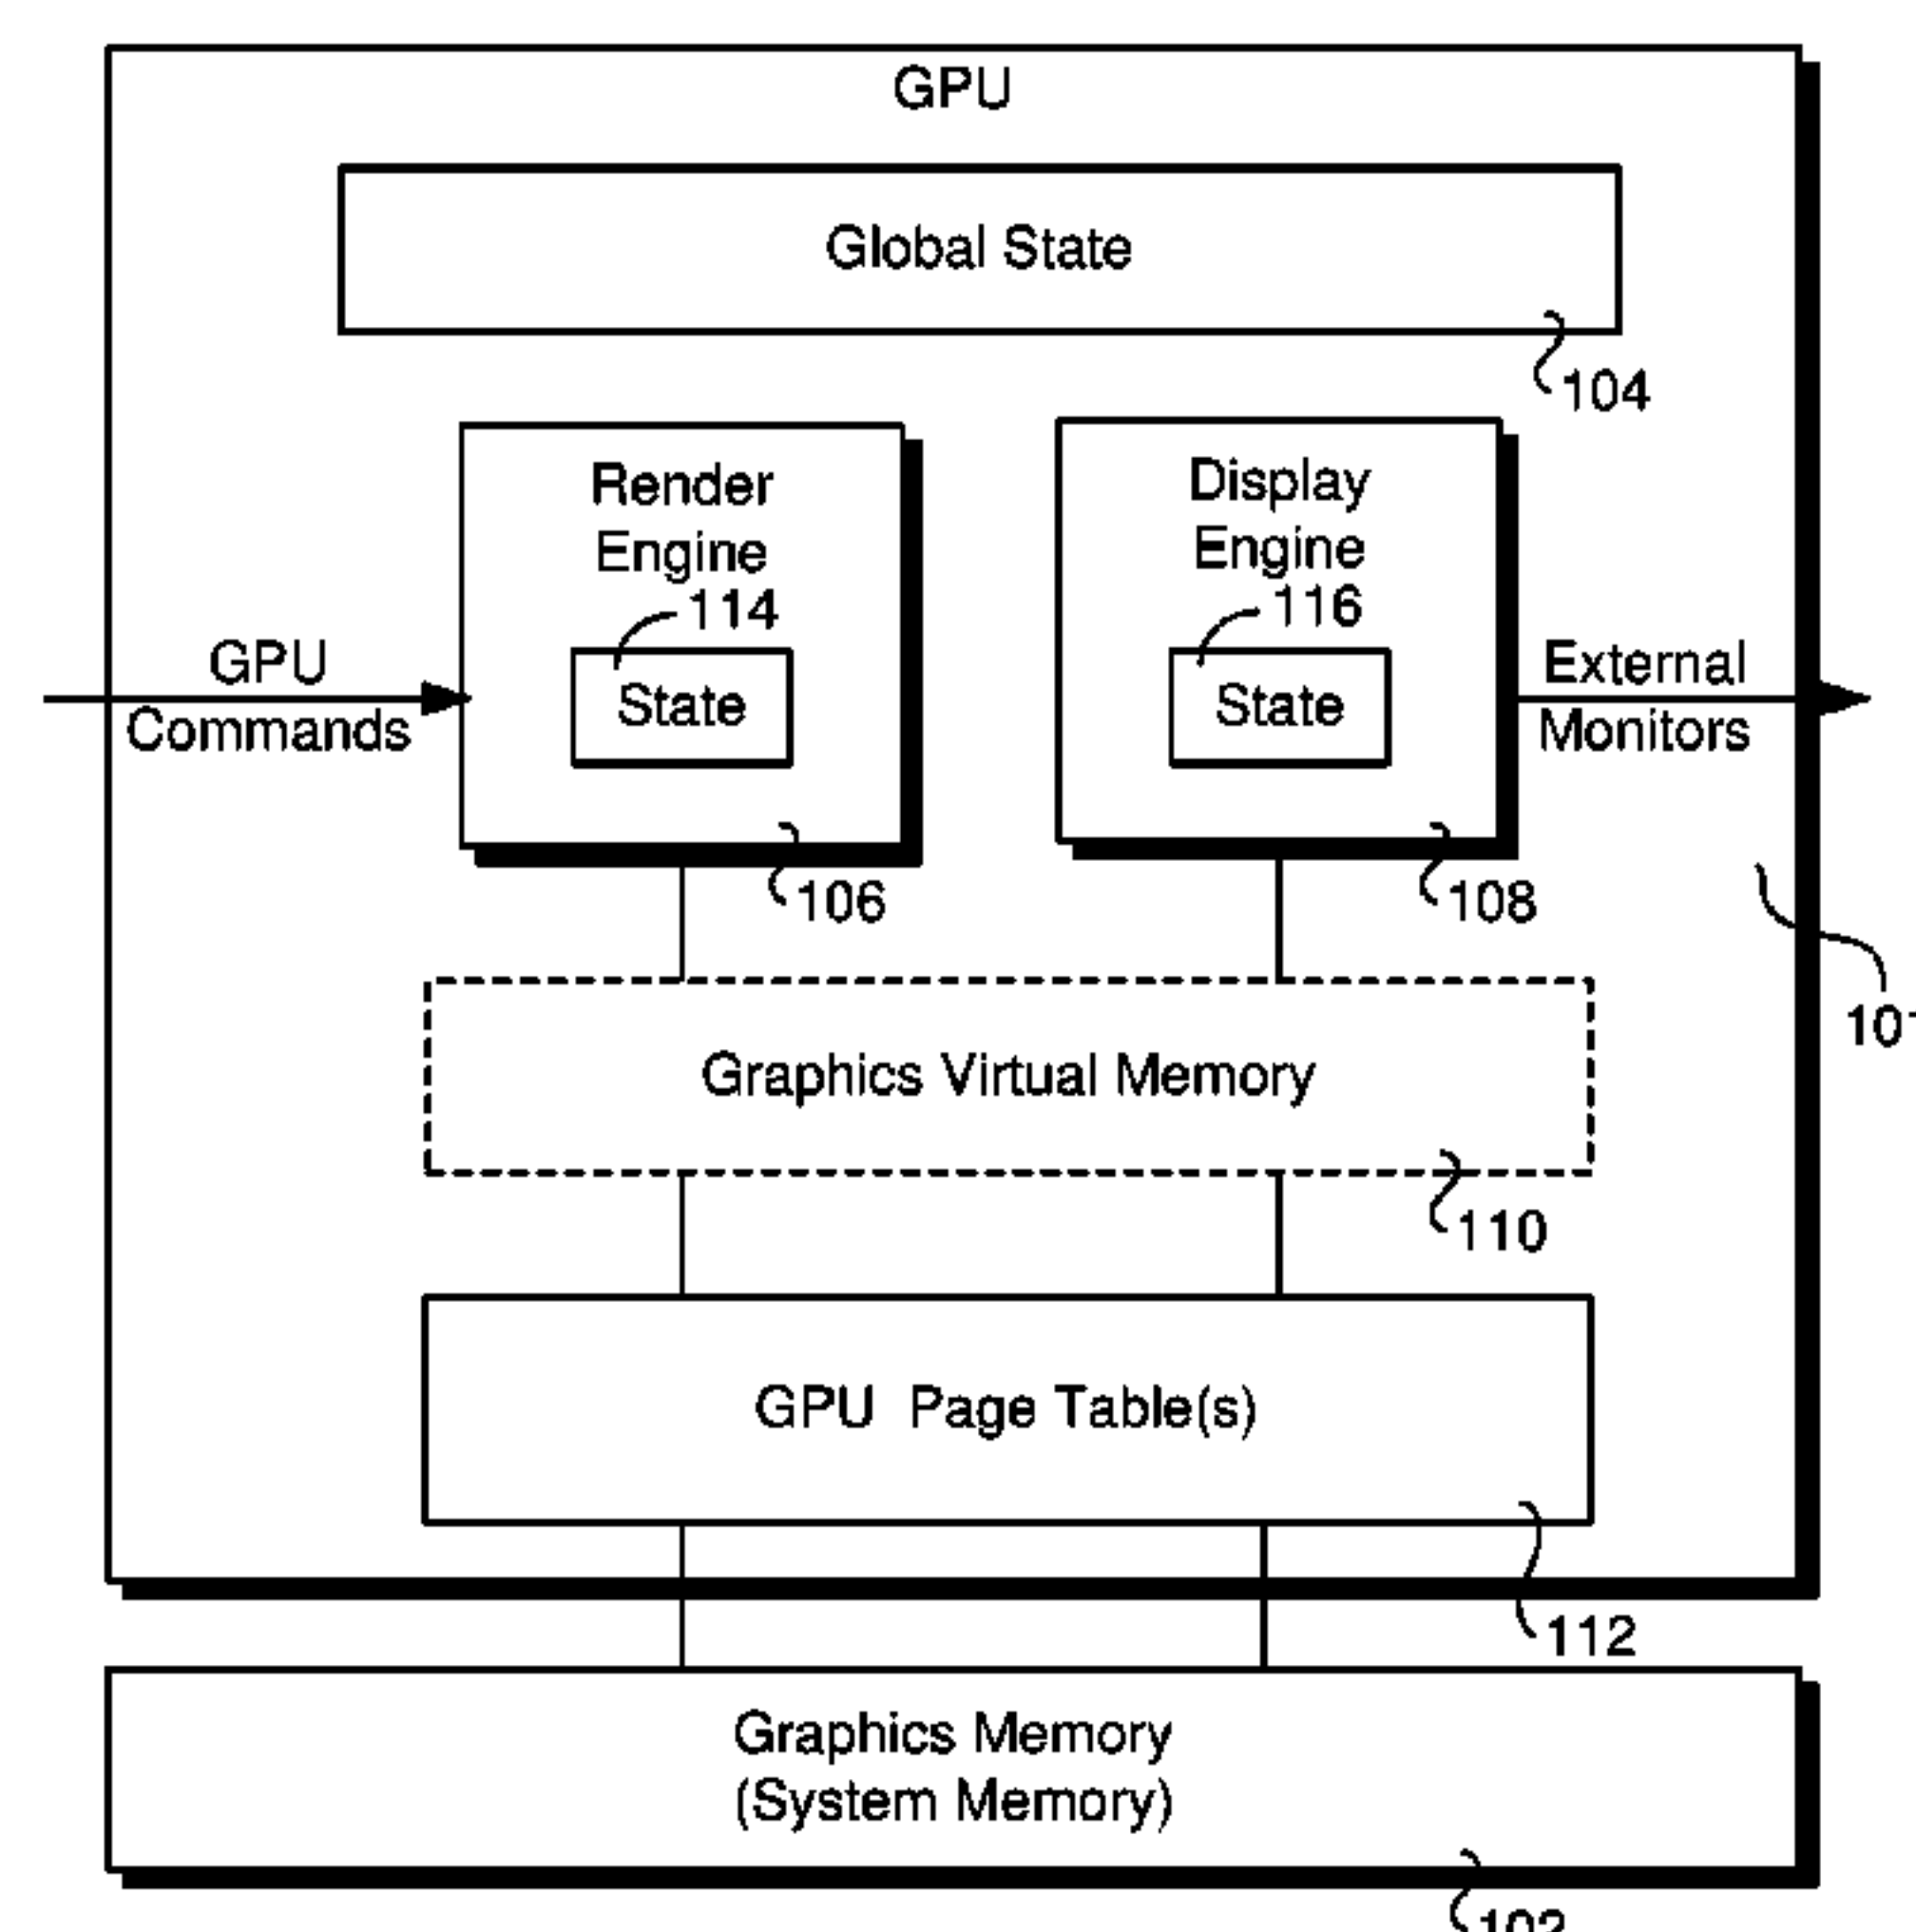 GPU
Global State
104
Render
Engine
114
State
Display
Engine
116
State
GPU
Commands
External
Monitors
106
108
Graphics Virtual Memory
110
GPU Page Table(s)
112
Graphics Memory
(System Memory)
102